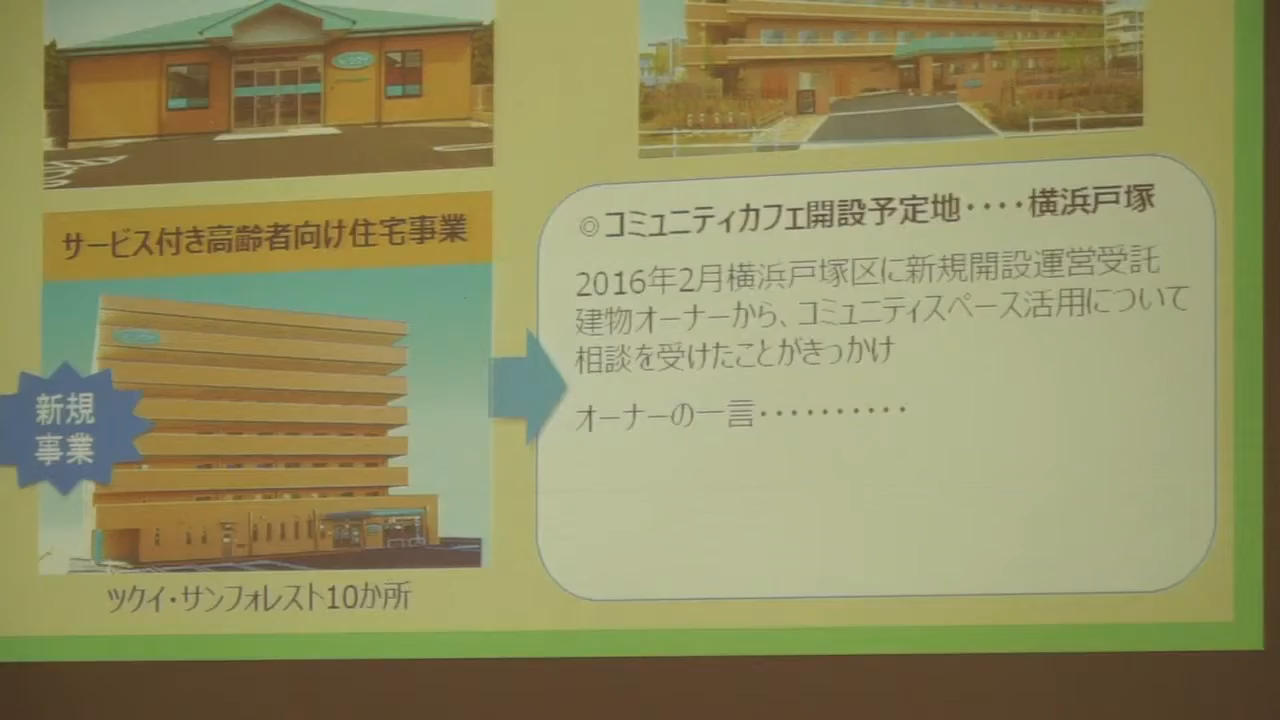 サービス付き高齢者向け住宅事業
新規
事業
ツクイ・サンフォレスト10か所
◎コミュニティカフェ開設予定地・・・・横浜戸塚
2016年2月横浜戸塚区に新規開設運営受託
建物オーナーから、コミュニティスペース活用について
相談を受けたことがきっかけ
オーナーの一言・・・・・・・・・・